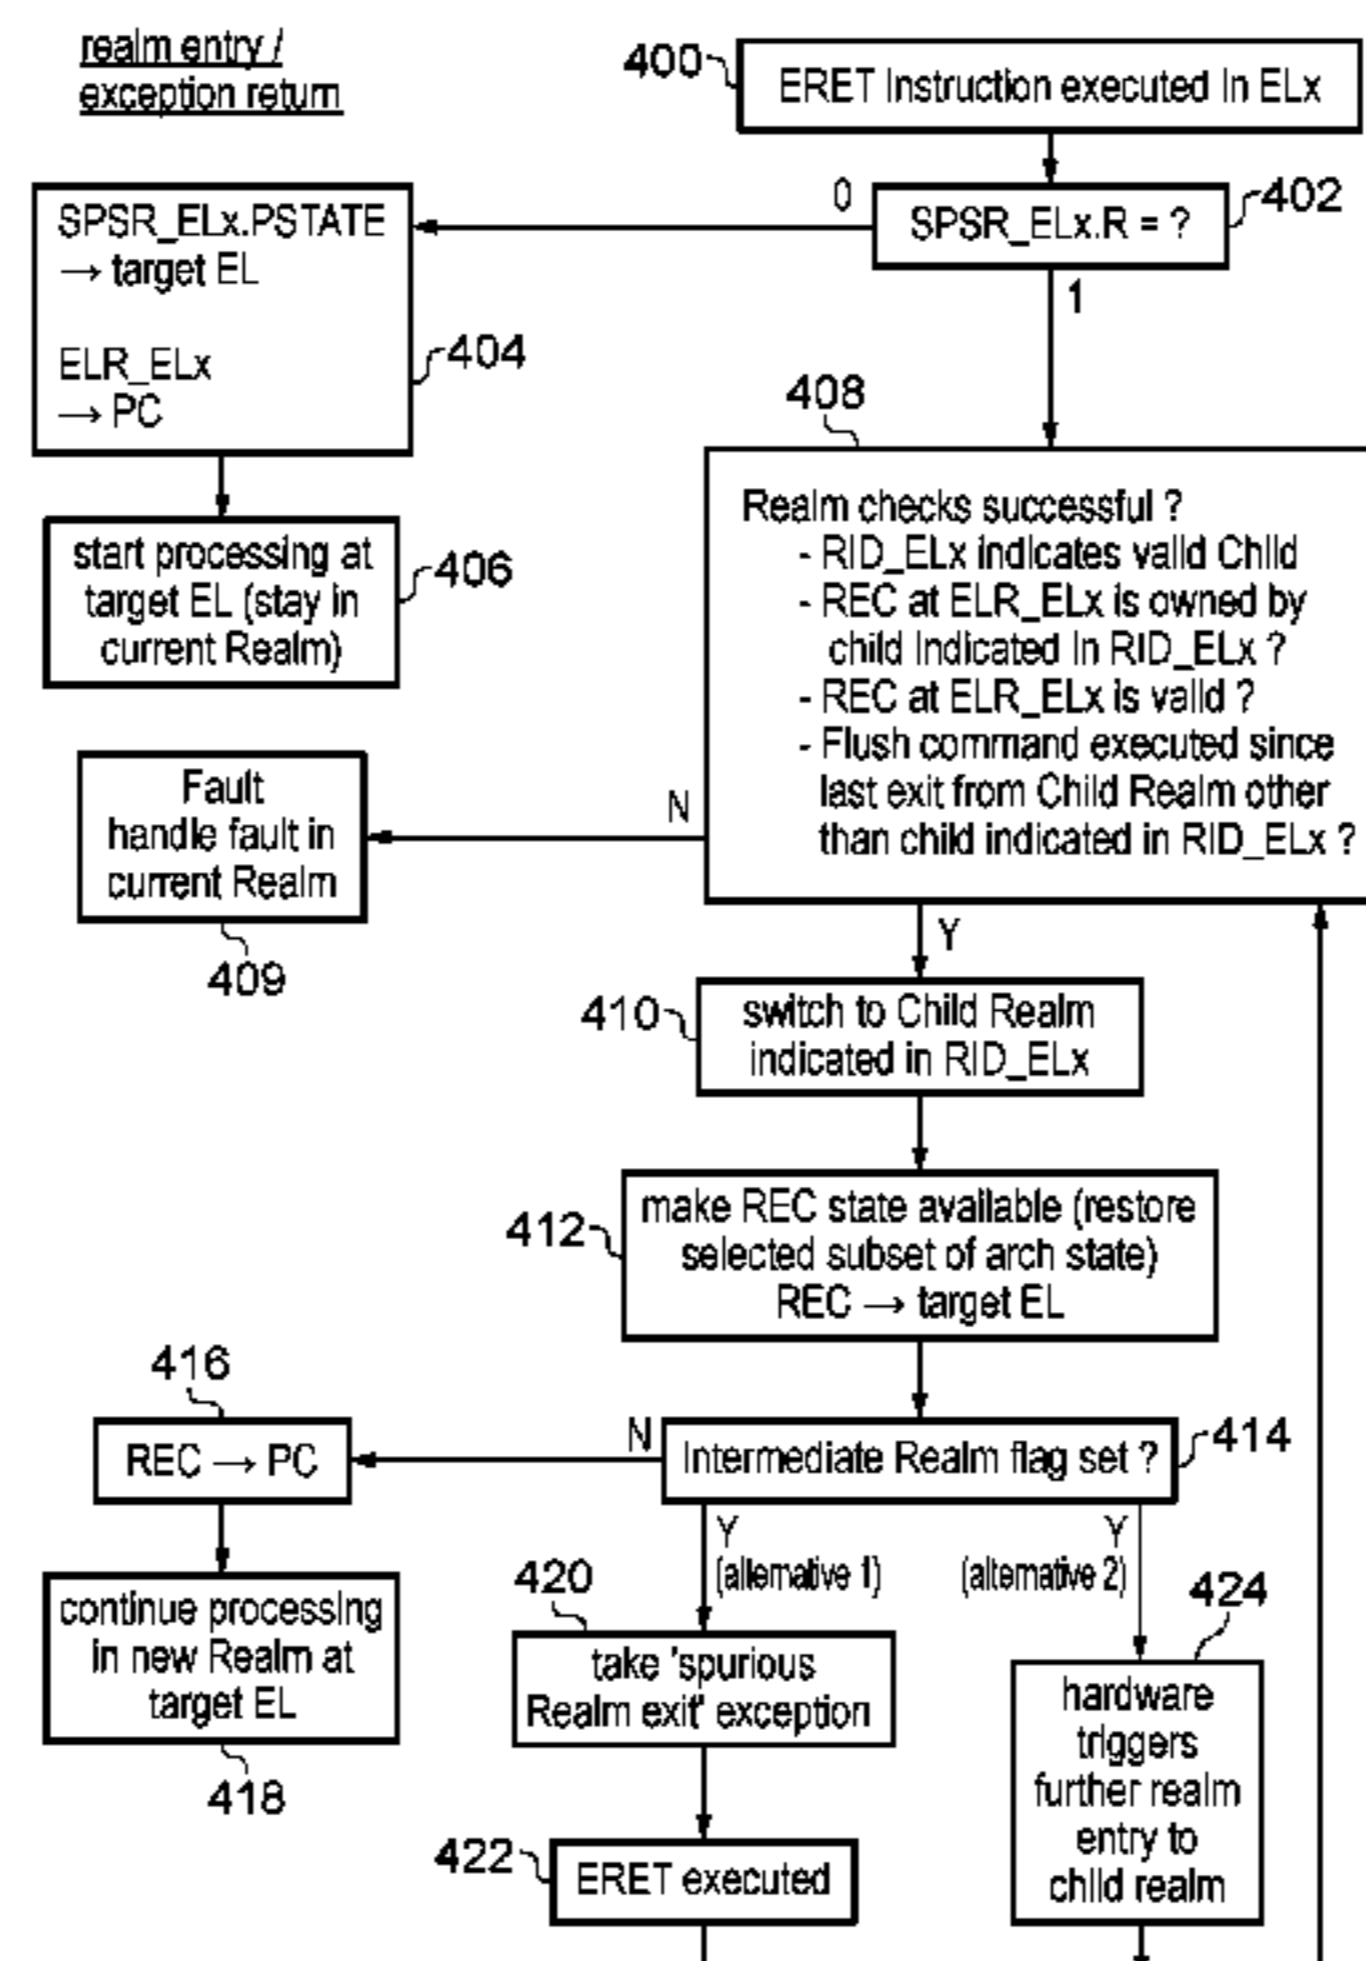 realm entry /
exception return
400
ERET Instruction executed In ELx
0
SPSR_ELx.R = ?
402
1
SPSR_ELx.PSTATE
→ target EL
ELR_ELx
→ PC
404
408
start processing at
target EL (stay in
current Realm)
406
Realm checks successful ?
- RID_ELx indicates valid Child
- REC at ELR_ELx is owned by
child Indicated In RID_ELx ?
- REC at ELR_ELx is valid ?
- Flush command executed since
last exit from Child Realm other
than child indicated in RID_ELx ?
N
Fault
handle fault in
current Realm
409
Y
410
switch to Child Realm
indicated in RID_ELx
412
make REC state available (restore
selected subset of arch state)
REC → target EL
416
REC → PC
N
Intermediate Realm flag set ?
414
Y
(alternative 1)
Y
(alternative 2)
continue processing
in new Realm at
target EL
418
420
take 'spurious
Realm exit' exception
424
hardware
triggers
further realm
entry to
child realm
422
ERET executed